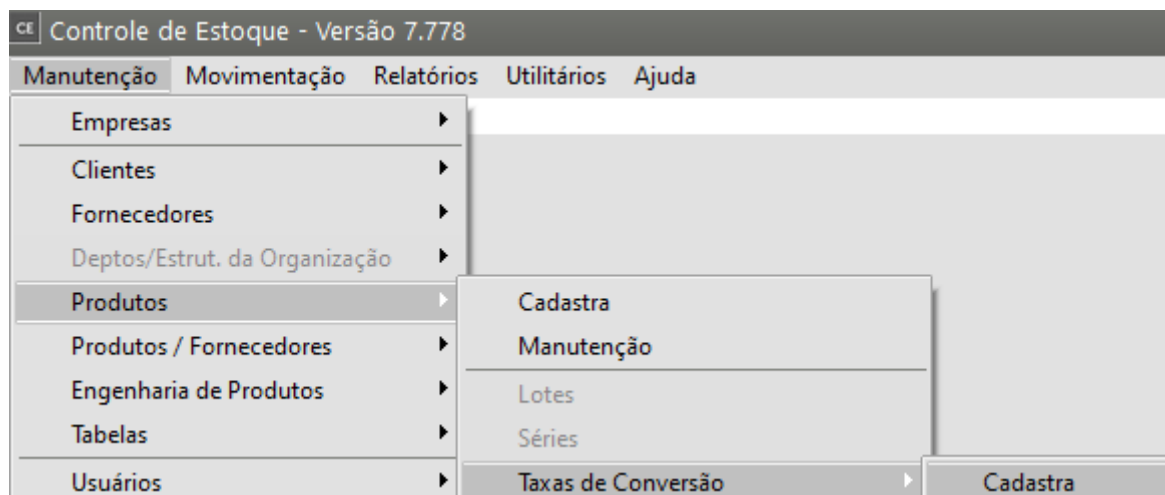 CE Controle de Estoque - Versão 7.778
Manutenção Movimentação Relatórios Utilitários Ajuda
Empresas
Clientes
Fornecedores
Deptos/Estrut. da Organização
Produtos
Cadastra
Produtos / Fornecedores
Manutenção
Engenharia de Produtos
Lotes
Tabelas
Séries
Usuários
Taxas de Conversão
Cadastra